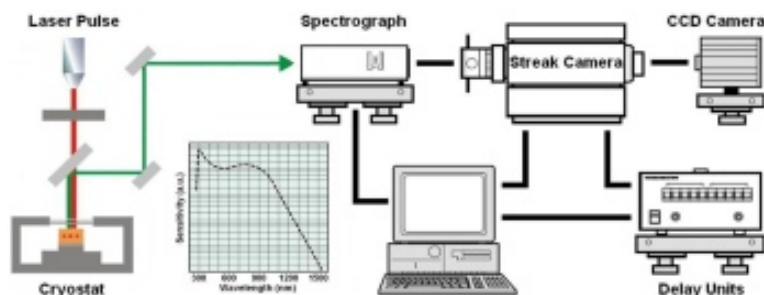 Laser Pulse
Spectrograph
CCD Camera
Streak Camera
Sensitivity (a.u.)
300 600 900 1200 1500
Wavelength (nm)
Cryostat
Delay Units